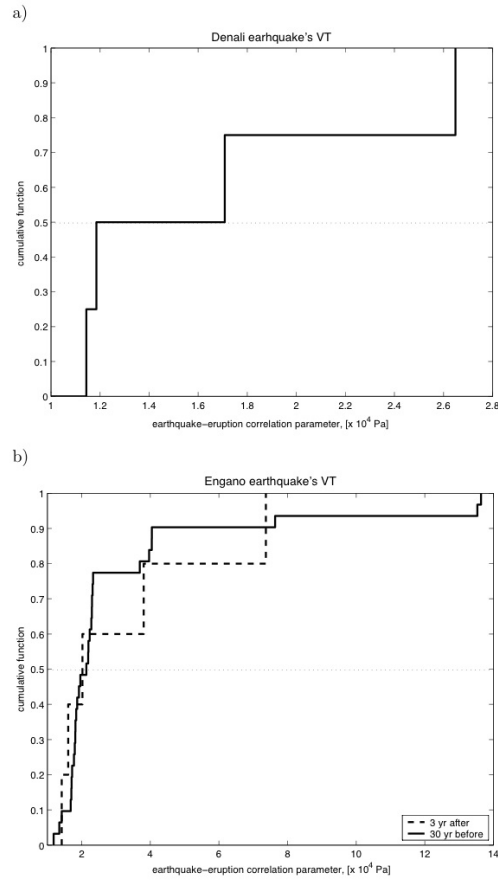 a)
Denali earhquake's VT
1
0.9
0.8
0.7
0.6
0.5
0.4
0.3
0.2
0.1
0
cumulative function
1 1.2 1.4 1.6 1.8 2 2.2 2.4 2.6 2.8
earthquake-eruption correlation parameter, [x 10^4 Pa]
b)
Engano earthquake's VT
1
0.9
0.8
0.7
0.6
0.5
0.4
0.3
0.2
0.1
0
cumulative function
3 yr after
30 yr before
2 4 6 8 10 12 14
earthquake-eruption correlation parameter, [x 10^4 Pa]